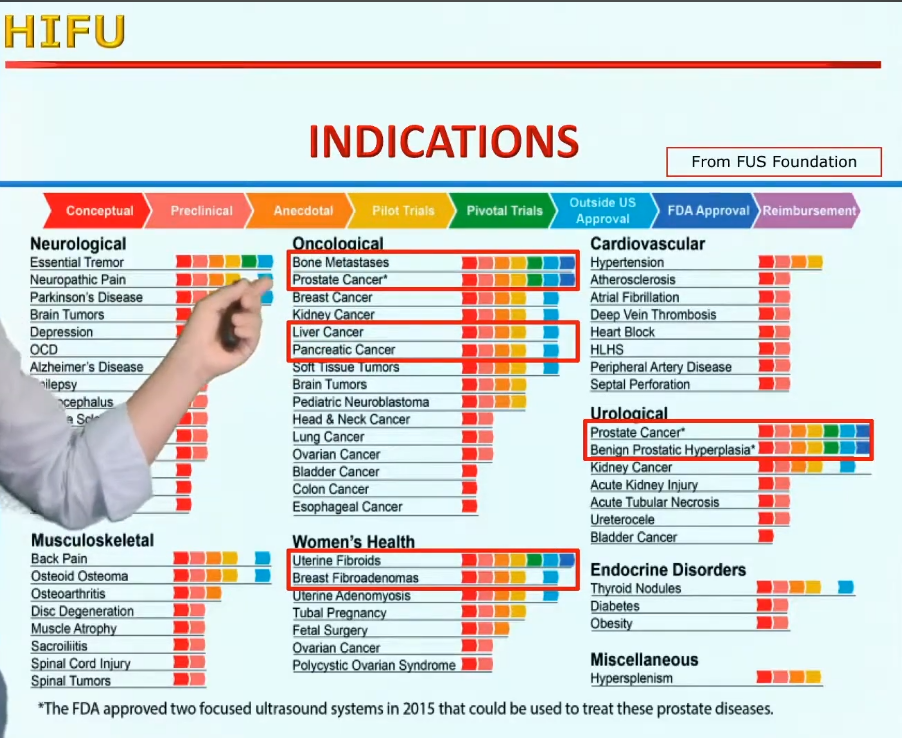 HIFU
INDICATIONS
From FUS Foundation
Conceptual
Preclinical
Anecdotal
Pilot Trials
Pivotal Trials
Outside US
Approval
FDA Approval
Reimbursement
Neurological
Essential Tremor
Neuropathic Pain
Parkinson's Disease
Brain Tumors
Depression
OCD
Alzheimer's Disease
Musculoskeletal
Back Pain
Osteoid Osteoma
Osteoarthritis
Disc Degeneration
Muscle Atrophy
Sacroiliitis
Spinal Cord Injury
Spinal Tumors
Oncological
Bone Metastases
Prostate Cancer*
Breast Cancer
Kidney Cancer
Liver Cancer
Pancreatic Cancer
Soft Tissue Tumors
Brain Tumors
Pediatric Neuroblastoma
Head & Neck Cancer
Lung Cancer
Ovarian Cancer
Bladder Cancer
Colon Cancer
Esophageal Cancer
Women's Health
Uterine Fibroids
Breast Fibroadenomas
Uterine Adenomyosis
Tubal Pregnancy
Fetal Surgery
Ovarian Cancer
Polycystic Ovarian Syndrome
Cardiovascular
Hypertension
Atherosclerosis
Atrial Fibrillation
Deep Vein Thrombosis
Heart Block
HLHS
Peripheral Artery Disease
Septal Perforation
Urological
Prostate Cancer*
Benign Prostatic Hyperplasia*
Kidney Cancer
Acute Kidney Injury
Acute Tubular Necrosis
Ureterocele
Bladder Cancer
Endocrine Disorders
Thyroid Nodules
Diabetes
Obesity
Miscellaneous
Hypersplenism
*The FDA approved two focused ultrasound systems in 2015 that could be used to treat these prostate diseases.